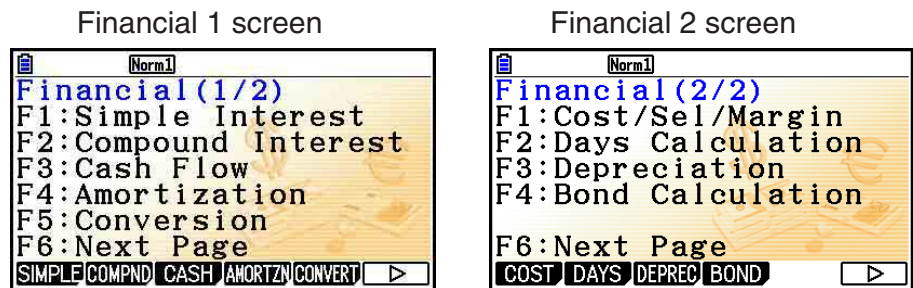 Financial 1 screen
Norm1
Financial(1/2)
F1:Simple Interest
F2:Compound Interest
F3:Cash Flow
F4:Amortization
F5:Conversion
F6:Next Page
SIMPLE COMPND CASH AMORTZN CONVERT ▷
Financial 2 screen
Norm1
Financial(2/2)
F1:Cost/Sel/Margin
F2:Days Calculation
F3:Depreciation
F4:Bond Calculation
F6:Next Page
COST DAYS DEPREC BOND ▷